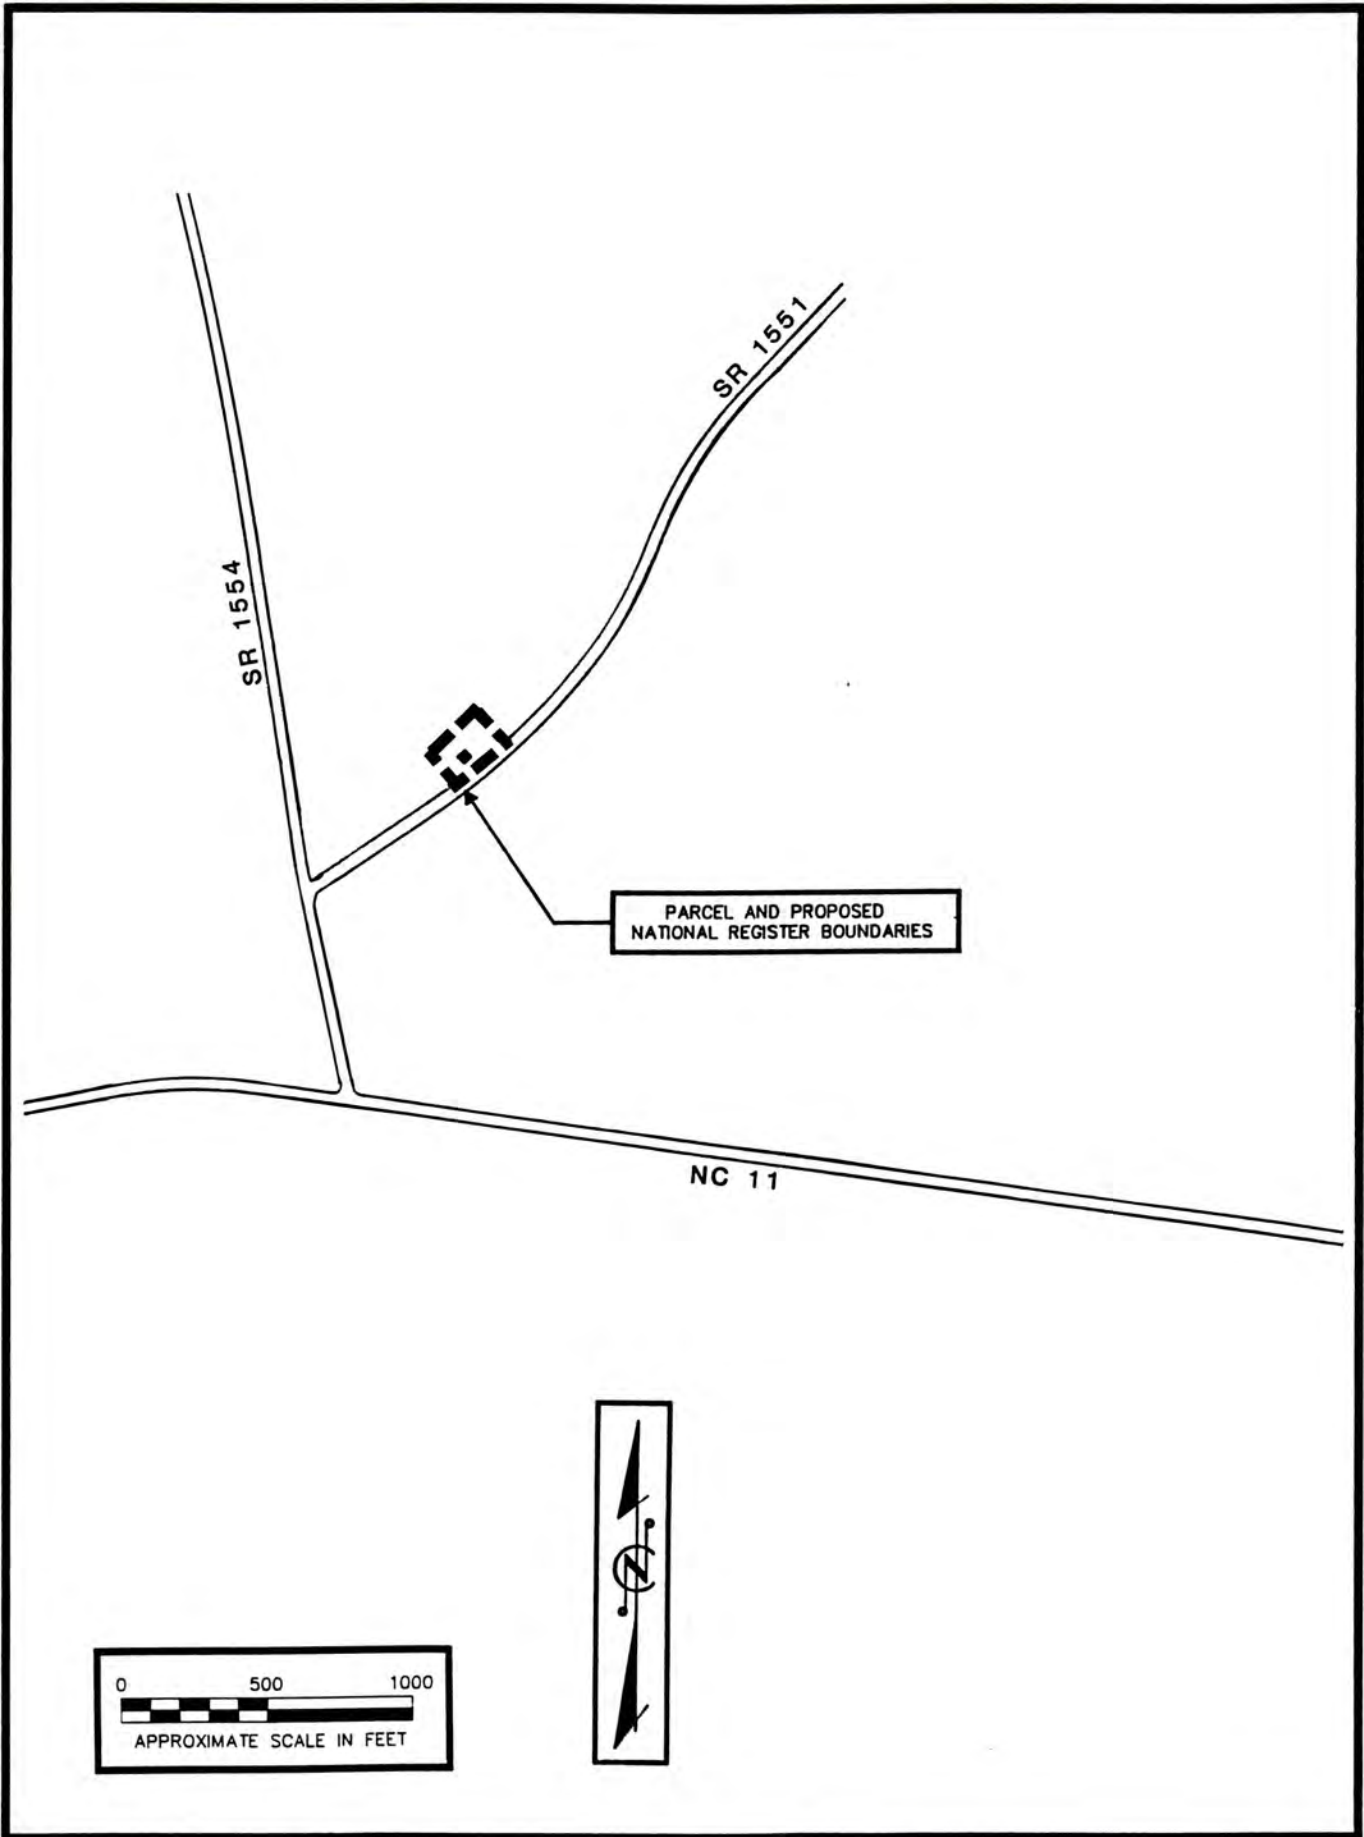 SR 1551
SR 1554
PARCEL AND PROPOSED
NATIONAL REGISTER BOUNDARIES
NC 11
N
0 500 1000
APPROXIMATE SCALE IN FEET